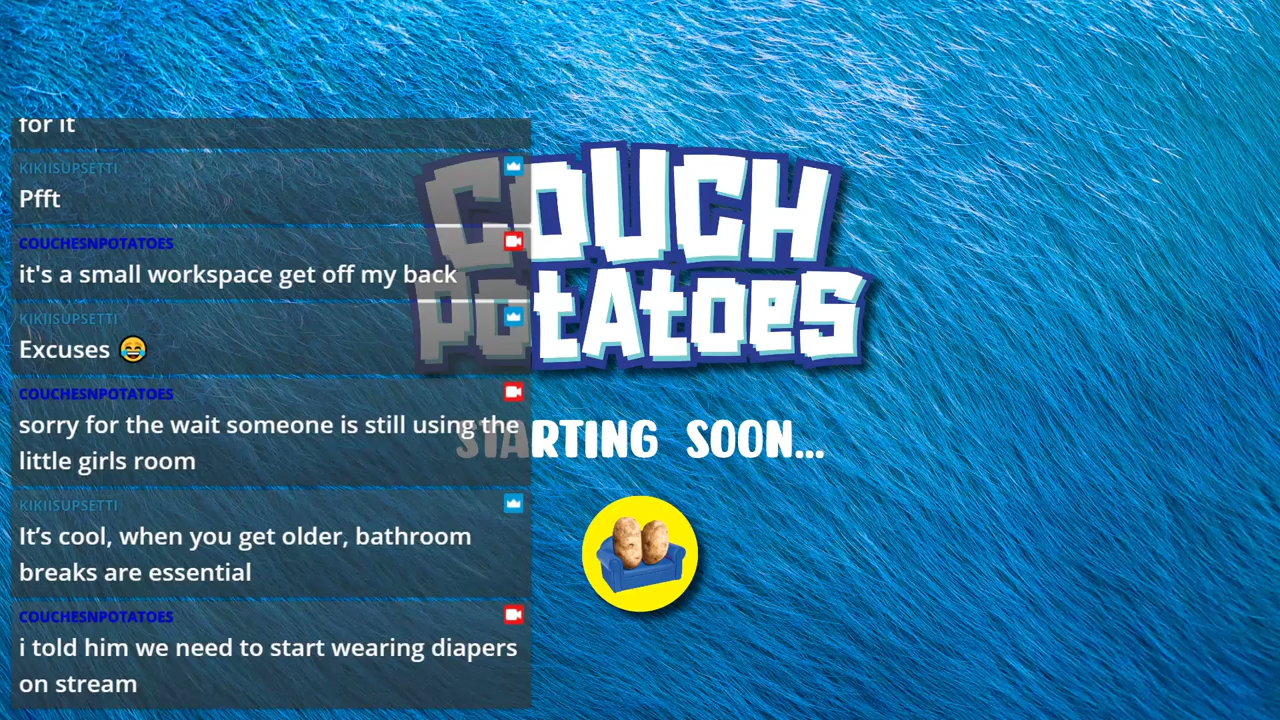 for it
KIKIISUPSETTI
Pfft
COUCHESNPOTATOES
it's a small workspace get off my back
KIKIISUPSETTI
Excuses 😂
COUCHESNPOTATOES
sorry for the wait someone is still using the
little girls room
KIKIISUPSETTI
It’s cool, when you get older, bathroom
breaks are essential
COUCHESNPOTATOES
i told him we need to start wearing diapers
on stream
COUCH
POtAtOeS
STARTING SOON...